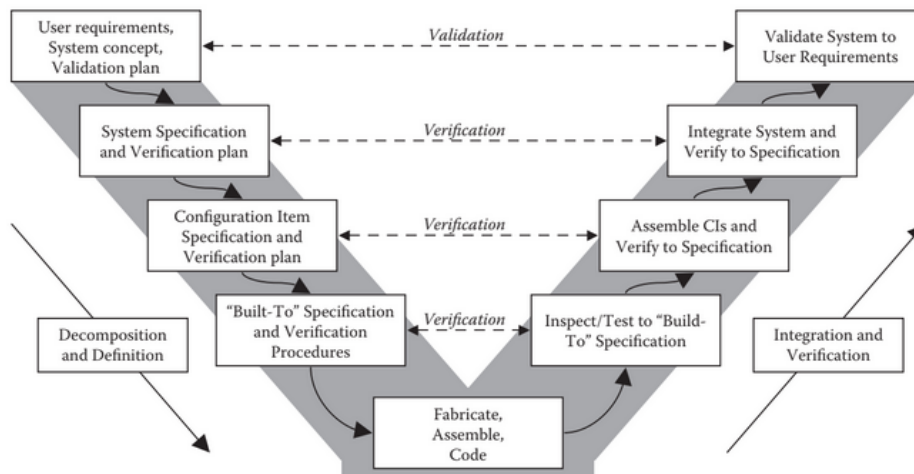 User requirements,
System concept,
Validation plan
Validation
Validate System to
User Requirements
System Specification
and Verification plan
Verification
Integrate System and
Verify to Specification
Configuration Item
Specification and
Verification plan
Verification
Assemble CIs and
Verify to Specification
“Built-To” Specification
and Verification
Procedures
Verification
Inspect/Test to “Build-
To” Specification
Decomposition
and Definition
Integration and
Verification
Fabricate,
Assemble,
Code